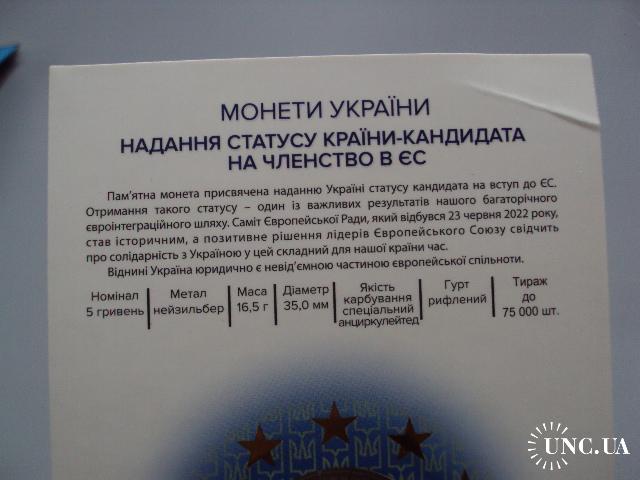 МОНЕТИ УКРАЇНИ
НАДАННЯ СТАТУСУ КРАЇНИ-КАНДИДАТА
НА ЧЛЕНСТВО В ЄС
Пам'ятна монета присвячена наданню Україні статусу кандидата на вступ до ЄС.
Отримання такого статусу – один із важливих результатів нашого багаторічного
євроінтеграційного шляху. Саміт Європейської Ради, який відбувся 23 червня 2022 року,
став історичним, а позитивне рішення лідерів Європейського Союзу свідчить
про солідарність з Україною у цей складний для нашої країни час.
Віднині Україна юридично є невід'ємною частиною європейської спільноти.
Номінал
5 гривень
Метал
нейзильбер
Маса
16,5 г
Діаметр
35,0 мм
Якість
карбування
спеціальний
анциркулейтед
Гурт
рифлений
Тираж
до
75 000 шт.
UNC.UA